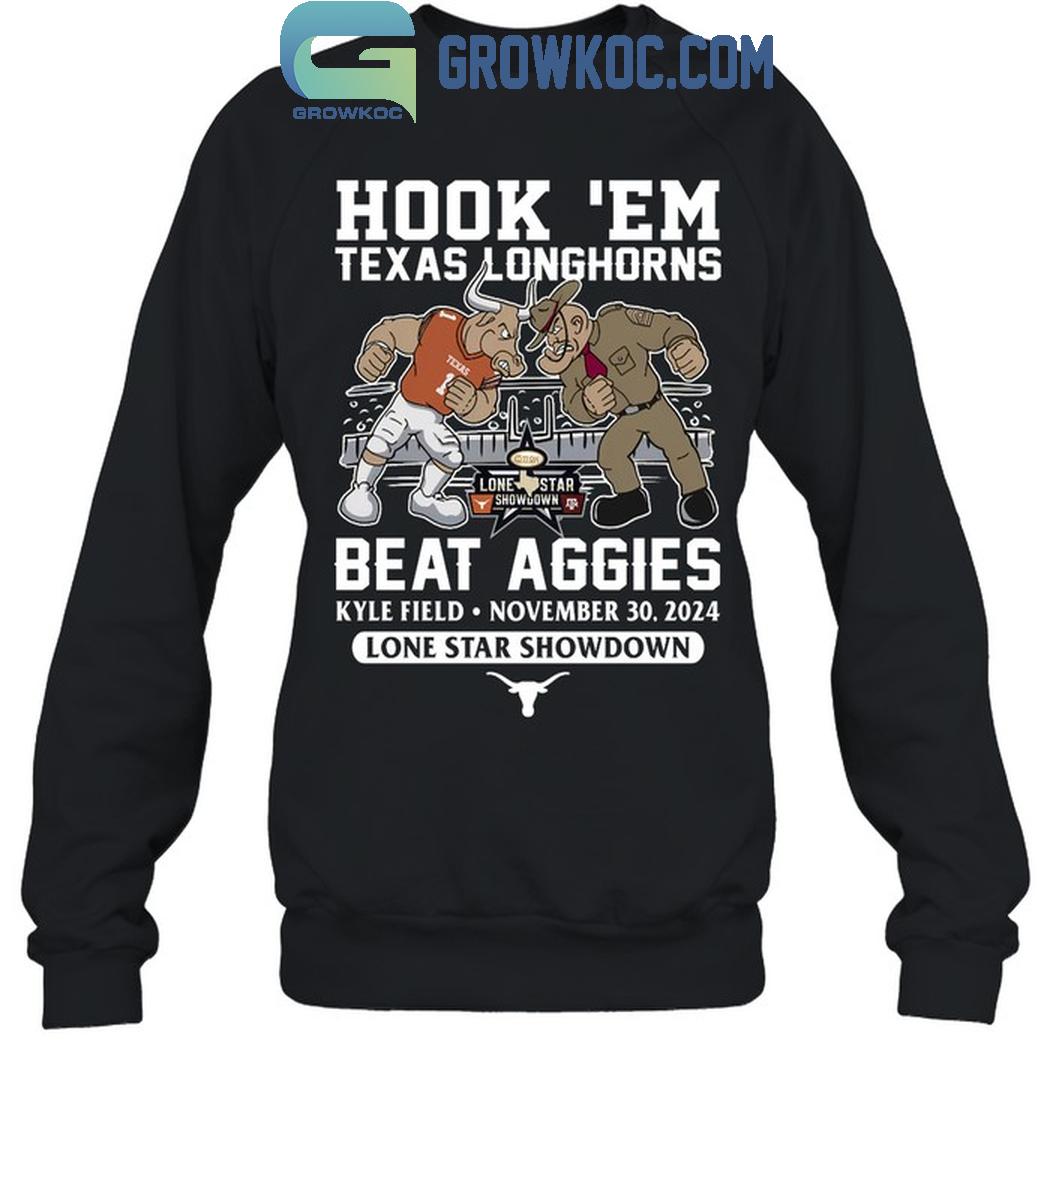 GROWKOC
GROWKOC.COM
HOOK 'EM
TEXAS LONGHORNS
1
TEXAS
1
LONE STAR
SHOWDOWN
BEAT AGGIES
KYLE FIELD • NOVEMBER 30, 2024
LONE STAR SHOWDOWN